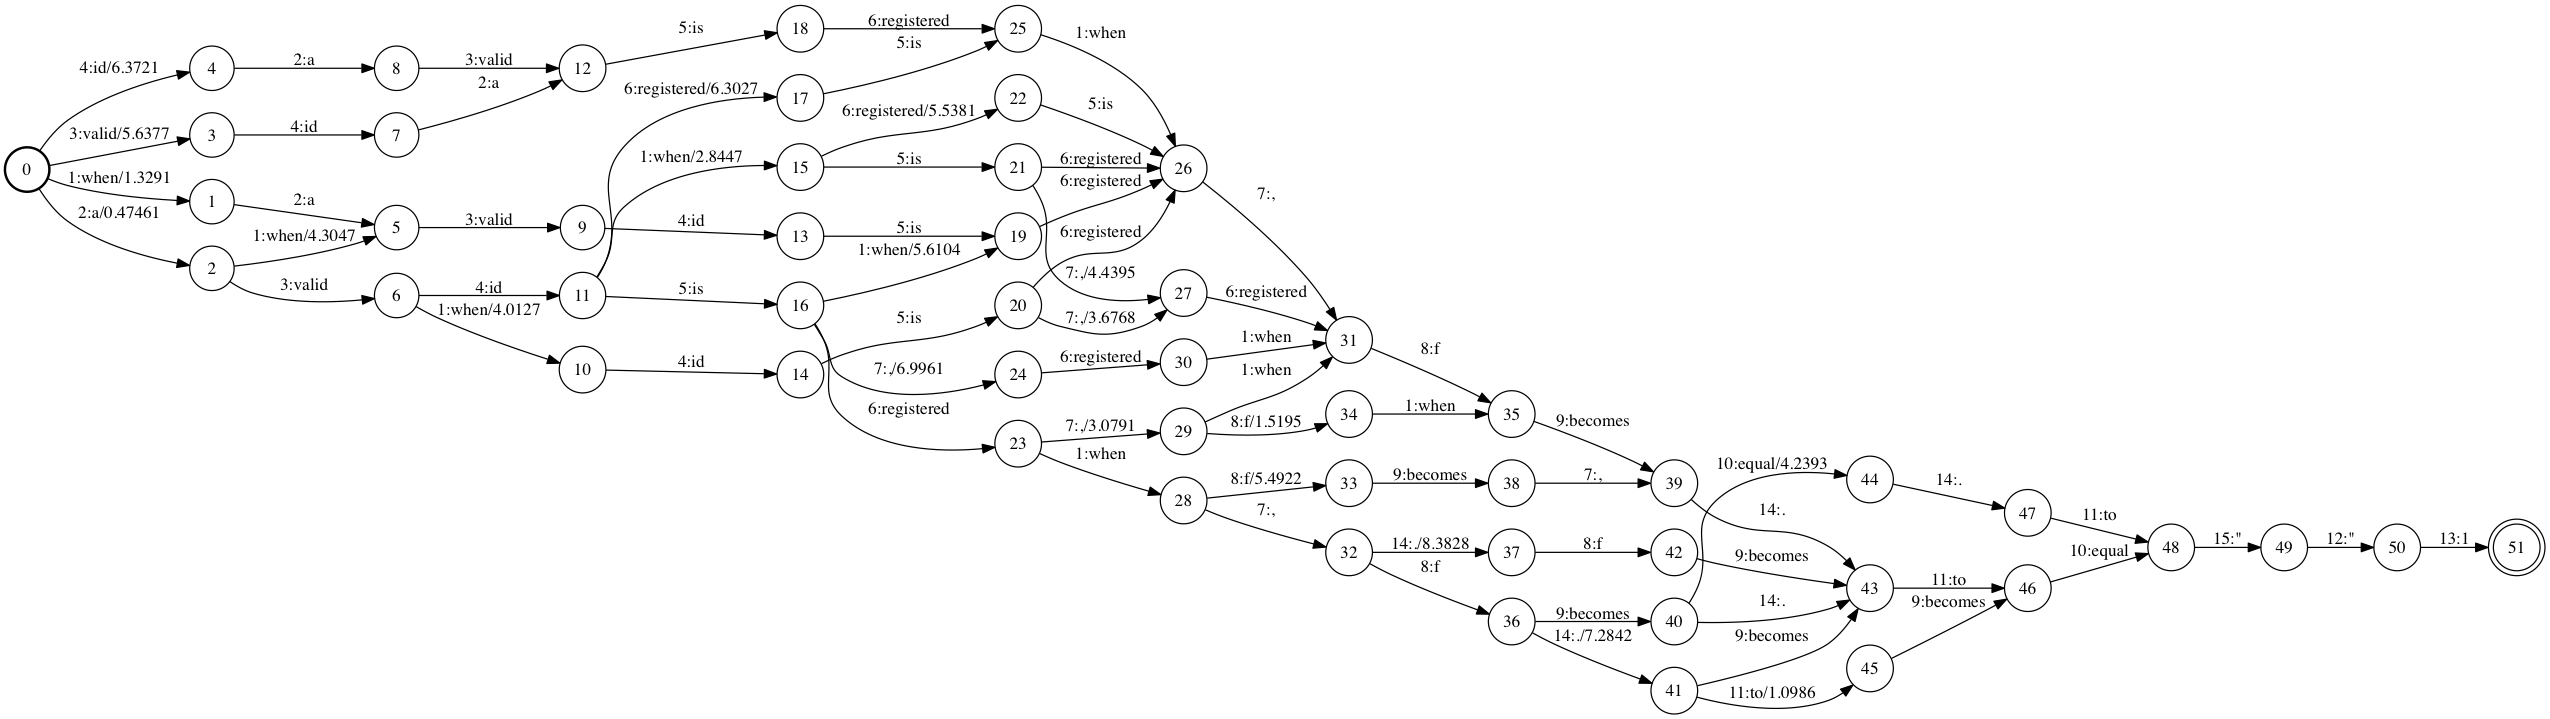 0
4:id/6.3721
3:valid/5.6377
1:when/1.3291
2:a/0.47461
4
3
1
2
2:a
4:id
2:a
1:when/4.3047
3:valid
8
7
5
6
3:valid
2:a
3:valid
4:id
1:when/4.0127
12
9
11
10
5:is
6:registered/6.3027
1:when/2.8447
4:id
5:is
4:id
18
17
15
13
16
14
6:registered
5:is
6:registered/5.5381
5:is
5:is
1:when/5.6104
5:is
7:,/6.9961
6:registered
25
22
21
19
20
24
23
1:when
5:is
6:registered
6:registered
6:registered
7:,/4.4395
7:,/3.6768
6:registered
7:,/3.0791
1:when
26
27
30
29
28
7:,
6:registered
1:when
1:when
8:f/1.5195
8:f/5.4922
7:,
31
34
33
32
8:f
1:when
9:becomes
14:./8.3828
8:f
35
38
37
36
9:becomes
7:,
8:f
9:becomes
14:./7.2842
39
42
40
41
10:equal/4.2393
14:.
9:becomes
14:.
9:becomes
11:to/1.0986
44
43
45
14:.
11:to
9:becomes
47
46
11:to
10:equal
48
15:"
49
12:"
50
13:1
51